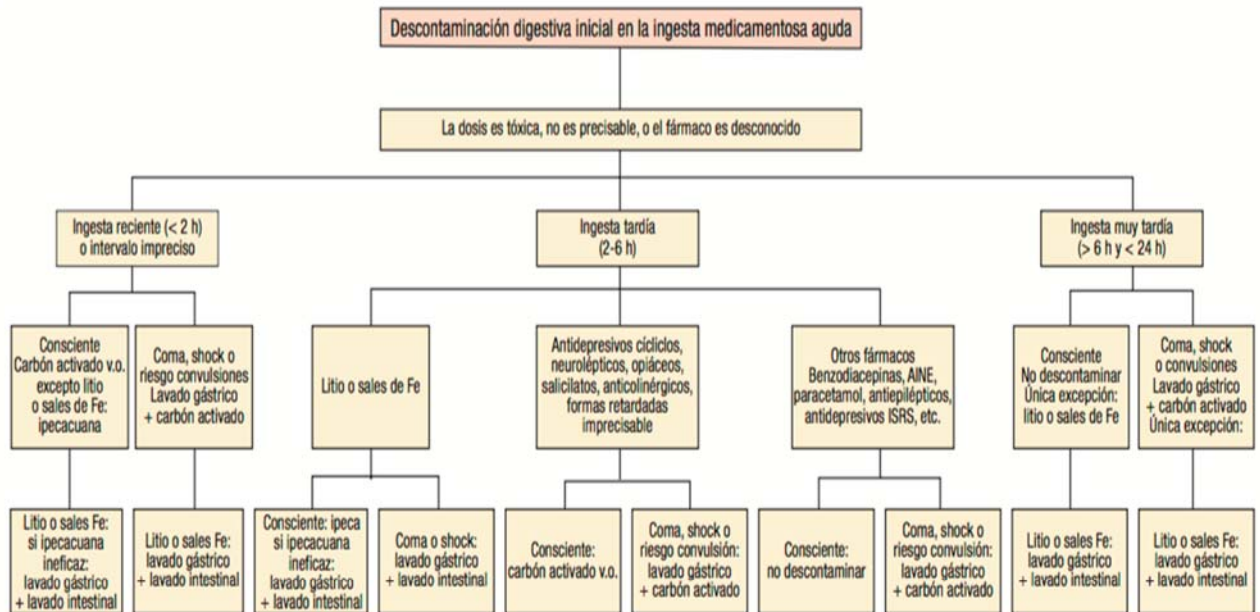 Descontaminación digestiva inicial en la ingesta medicamentosa aguda
La dosis es tóxica, no es precisable, o el fármaco es desconocido
Ingesta reciente (< 2 h)
o intervalo impreciso
Ingesta tardía
(2-6 h)
Ingesta muy tardía
(> 6 h y < 24 h)
Consciente
Carbón activado v.o.
excepto litio
o sales de Fe:
ipecacuana
Coma, shock o
riesgo convulsiones
Lavado gástrico
+ carbón activado
Litio o sales de Fe
Antidepresivos cícliclos,
neurolépticos, opiáceos,
salicilatos, anticolinérgicos,
formas retardadas
imprecisable
Otros fármacos
Benzodiacepinas, AINE,
paracetamol, antiepilépticos,
antidepresivos ISRS, etc.
Consciente
No descontaminar
Única excepción:
litio o sales de Fe
Coma, shock
o convulsiones
Lavado gástrico
+ carbón activado
Única excepción:
Litio o sales Fe:
si ipecacuana
ineficaz:
lavado gástrico
+ lavado intestinal
Litio o sales Fe:
lavado gástrico
+ lavado intestinal
Consciente: ipeca
si ipecacuana
ineficaz:
lavado gástrico
+ lavado intestinal
Coma o shock:
lavado gástrico
+ lavado intestinal
Consciente:
carbón activado v.o.
Coma, shock o
riesgo convulsión:
lavado gástrico
+ carbón activado
Consciente:
no descontaminar
Coma, shock o
riesgo convulsión:
lavado gástrico
+ carbón activado
Litio o sales Fe:
lavado gástrico
+ lavado intestinal
Litio o sales Fe:
lavado gástrico
+ lavado intestinal